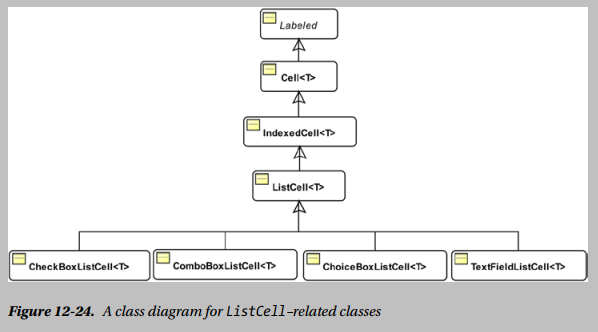 Labeled
Cell<T>
IndexedCell<T>
ListCell<T>
CheckBoxListCell<T> ComboBoxListCell<T> ChoiceBoxListCell<T> TextFieldListCell<T>
Figure 12-24. A class diagram for ListCell-related classes